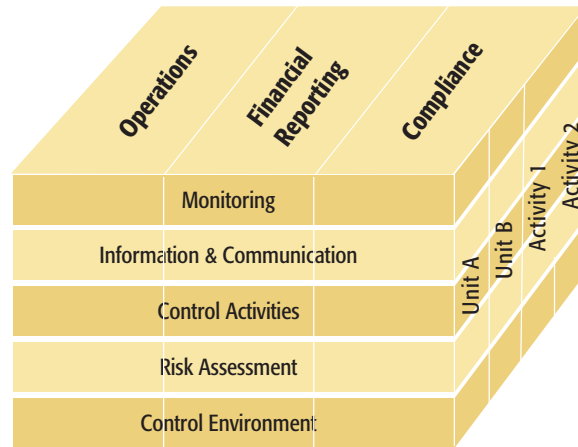 Operations
Financial
Reporting
Compliance
Monitoring
Information & Communication
Control Activities
Risk Assessment
Control Environment
Unit A
Unit B
Activity 1
Activity 2